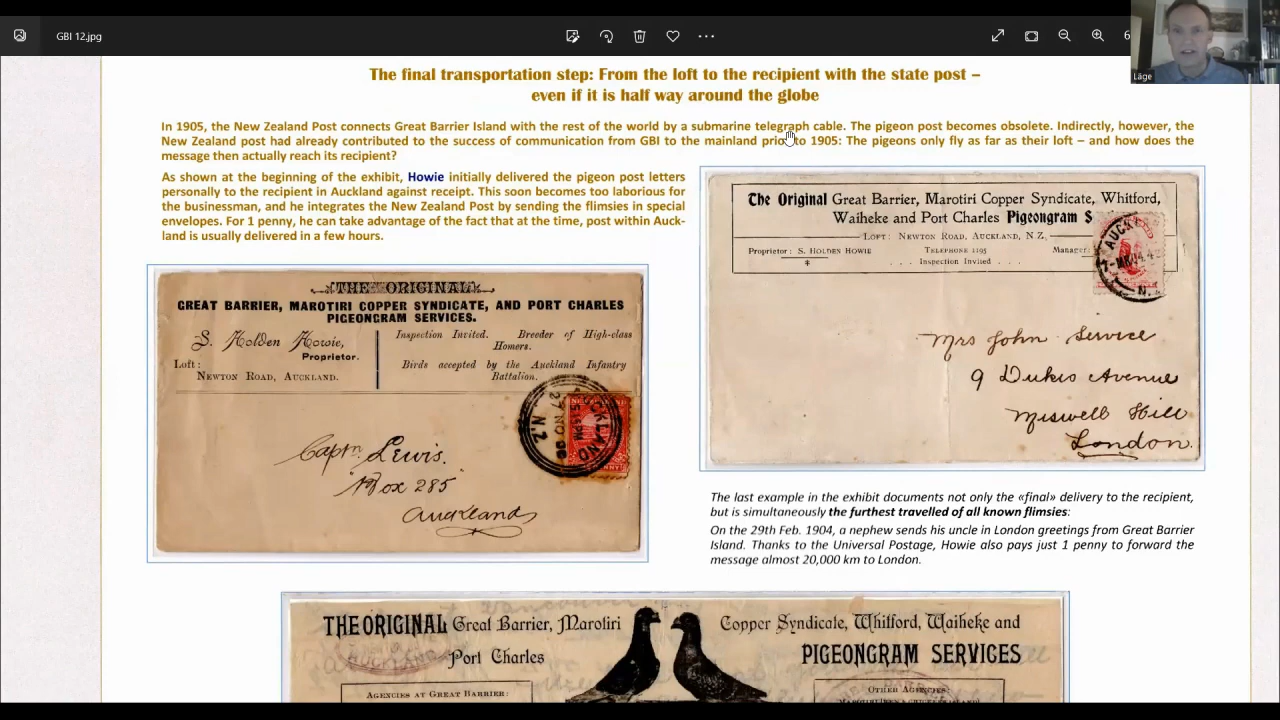 GBI 12.jpg
Läge
The final transportation step: From the loft to the recipient with the state post –
even if it is half way around the globe
In 1905, the New Zealand Post connects Great Barrier Island with the rest of the world by a submarine telegraph cable. The pigeon post becomes obsolete. Indirectly, however, the
New Zealand post had already contributed to the success of communication from GBI to the mainland prior to 1905: The pigeons only fly as far as their loft – and how does the
message then actually reach its recipient?
As shown at the beginning of the exhibit, Howie initially delivered the pigeon post letters
personally to the recipient in Auckland against receipt. This soon becomes too laborious for
the businessman, and he integrates the New Zealand Post by sending the flimsies in special
envelopes. For 1 penny, he can take advantage of the fact that at the time, post within Auck-
land is usually delivered in a few hours.
THE ORIGINAL
GREAT BARRIER, MAROTIRI COPPER SYNDICATE, AND PORT CHARLES
PIGEONGRAM SERVICES.
S. Holden Howie,
Proprietor.
Loft:
NEWTON ROAD, AUCKLAND.
Inspection Invited. Breeder of High-class
Homers.
Birds accepted by the Auckland Infantry
Battalion.
Captn. Lewis.
Box 285
Auckland
The Original Great Barrier, Marotiri Copper Syndicate, Whitford,
Waiheke and Port Charles Pigeongram S
LOFT: NEWTON ROAD, AUCKLAND, N.Z.
Proprietor: S. HOLDEN HOWIE
TELEPHONE 1195
Manager:
. . . Inspection Invited . . .
Mrs John Service
9 Dukes Avenue
Muswell Hill
London.
The last example in the exhibit documents not only the «final» delivery to the recipient,
but is simultaneously the furthest travelled of all known flimsies:
On the 29th Feb. 1904, a nephew sends his uncle in London greetings from Great Barrier
Island. Thanks to the Universal Postage, Howie also pays just 1 penny to forward the
message almost 20,000 km to London.
THE ORIGINAL Great Barrier, Marotiri
Port Charles
Copper Syndicate, Whitford, Waiheke and
PIGEONGRAM SERVICES
AGENCIES AT GREAT BARRIER:
OTHER AGENCIES: